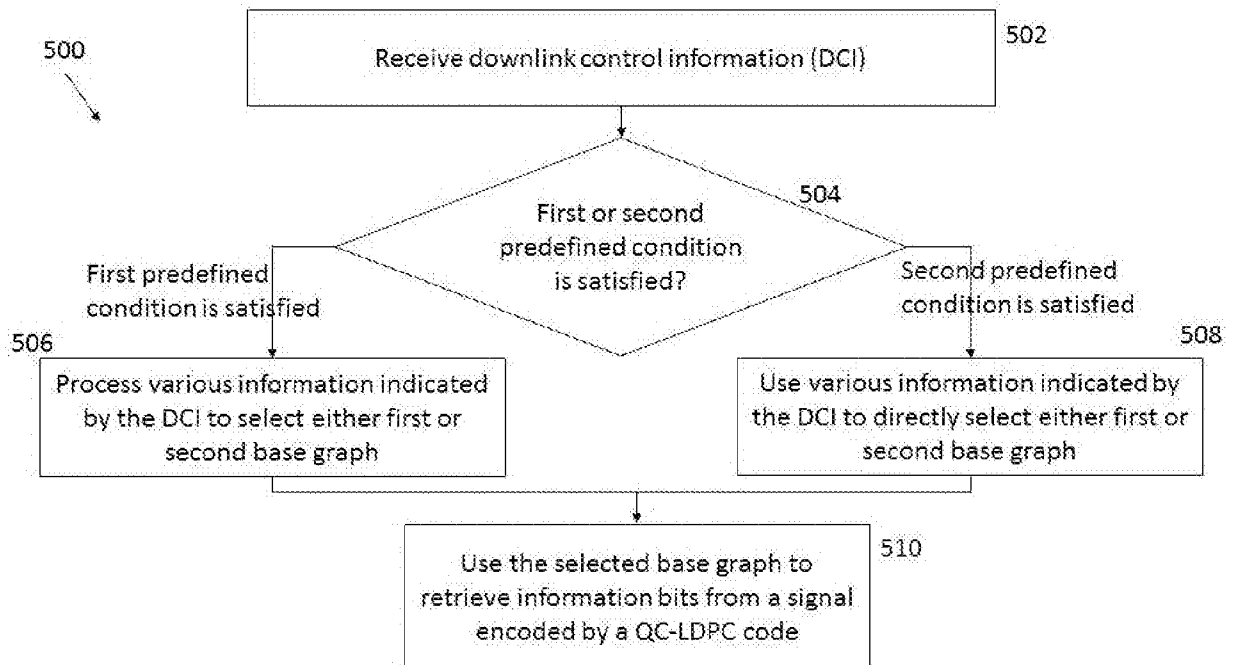 500
Receive downlink control information (DCI)
502
504
First or second
predefined condition
is satisfied?
First predefined
condition is satisfied
Second predefined
condition is satisfied
506
Process various information indicated
by the DCI to select either first or
second base graph
508
Use various information indicated by
the DCI to directly select either first or
second base graph
510
Use the selected base graph to
retrieve information bits from a signal
encoded by a QC-LDPC code